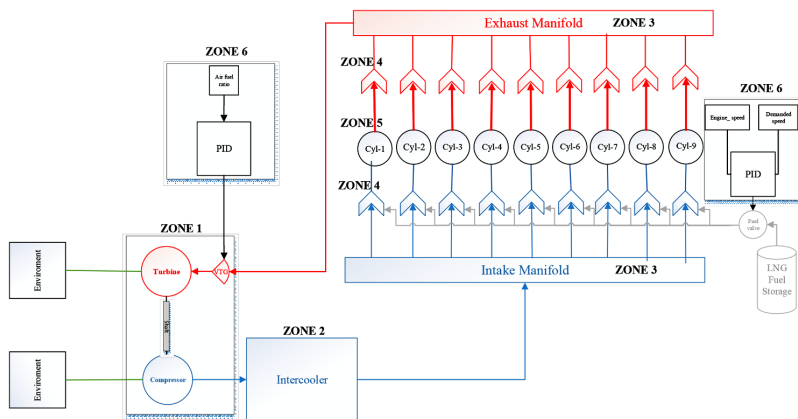 Exhaust Manifold ZONE 3
ZONE 6
Air fuel
ratio
PID
ZONE 4
ZONE 6
Engine_ speed
Demanded
speed
PID
ZONE 5
Cyl-1
Cyl-2
Cyl-3
Cyl-4
Cyl-5
Cyl-6
Cyl-7
Cyl-8
Cyl-9
ZONE 4
Fuel
valve
LNG
Fuel
Storage
ZONE 1
Enviroment
Turbine
VTG
Intake Manifold ZONE 3
Shaft
ZONE 2
Enviroment
Compressor
Intercooler